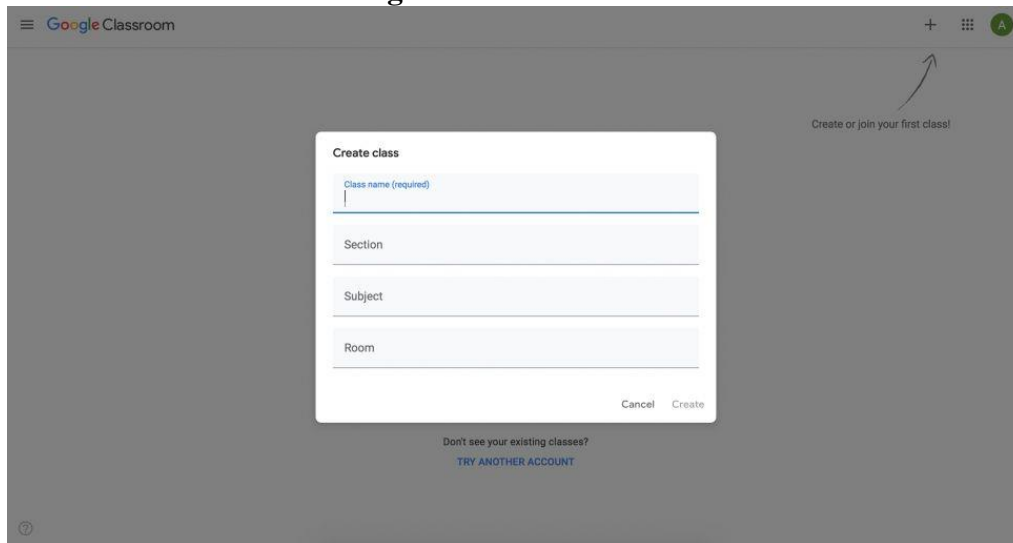 Google Classroom
A
Create or join your first class!
Create class
Class name (required)
Section
Subject
Room
Cancel Create
Don't see your existing classes?
TRY ANOTHER ACCOUNT
?